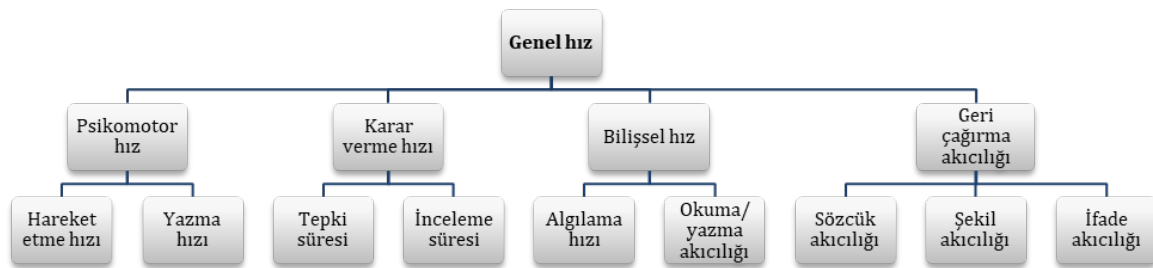 Genel hız
Psikomotor
hız
Karar
verme hızı
Bilişsel hız
Geri
çağırma
akıcılığı
Hareket
etme hızı
Yazma
hızı
Tepki
süresi
İnceleme
süresi
Algılama
hızı
Okuma/
yazma
akıcılığı
Sözcük
akıcılığı
Şekil
akıcılığı
İfade
akıcılığı